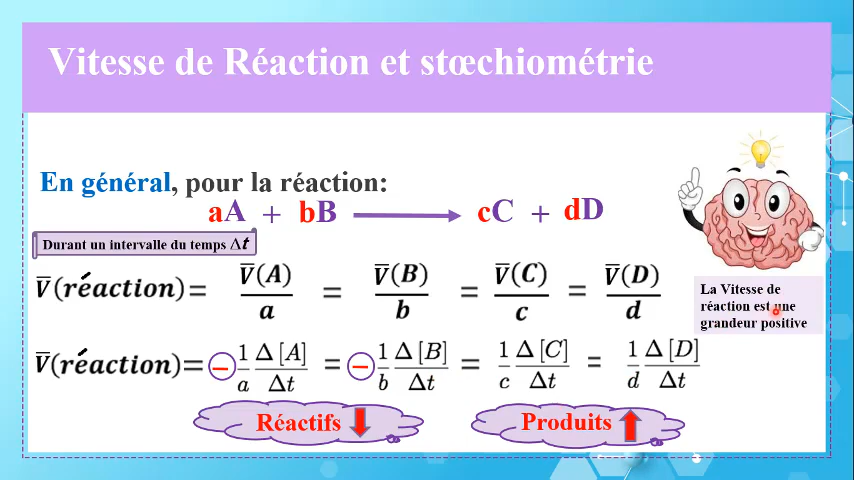 Vitesse de Réaction et stœchiométrie
En général, pour la réaction:
aA + bB ⟶ cC + dD
Durant un intervalle du temps Δt
V̅(réaction) = V̅(A)/a = V̅(B)/b = V̅(C)/c = V̅(D)/d
La Vitesse de
réaction est une
grandeur positive
V̅(réaction) = − 1/a Δ[A]/Δt = − 1/b Δ[B]/Δt = 1/c Δ[C]/Δt = 1/d Δ[D]/Δt
Réactifs ↓
Produits ↑